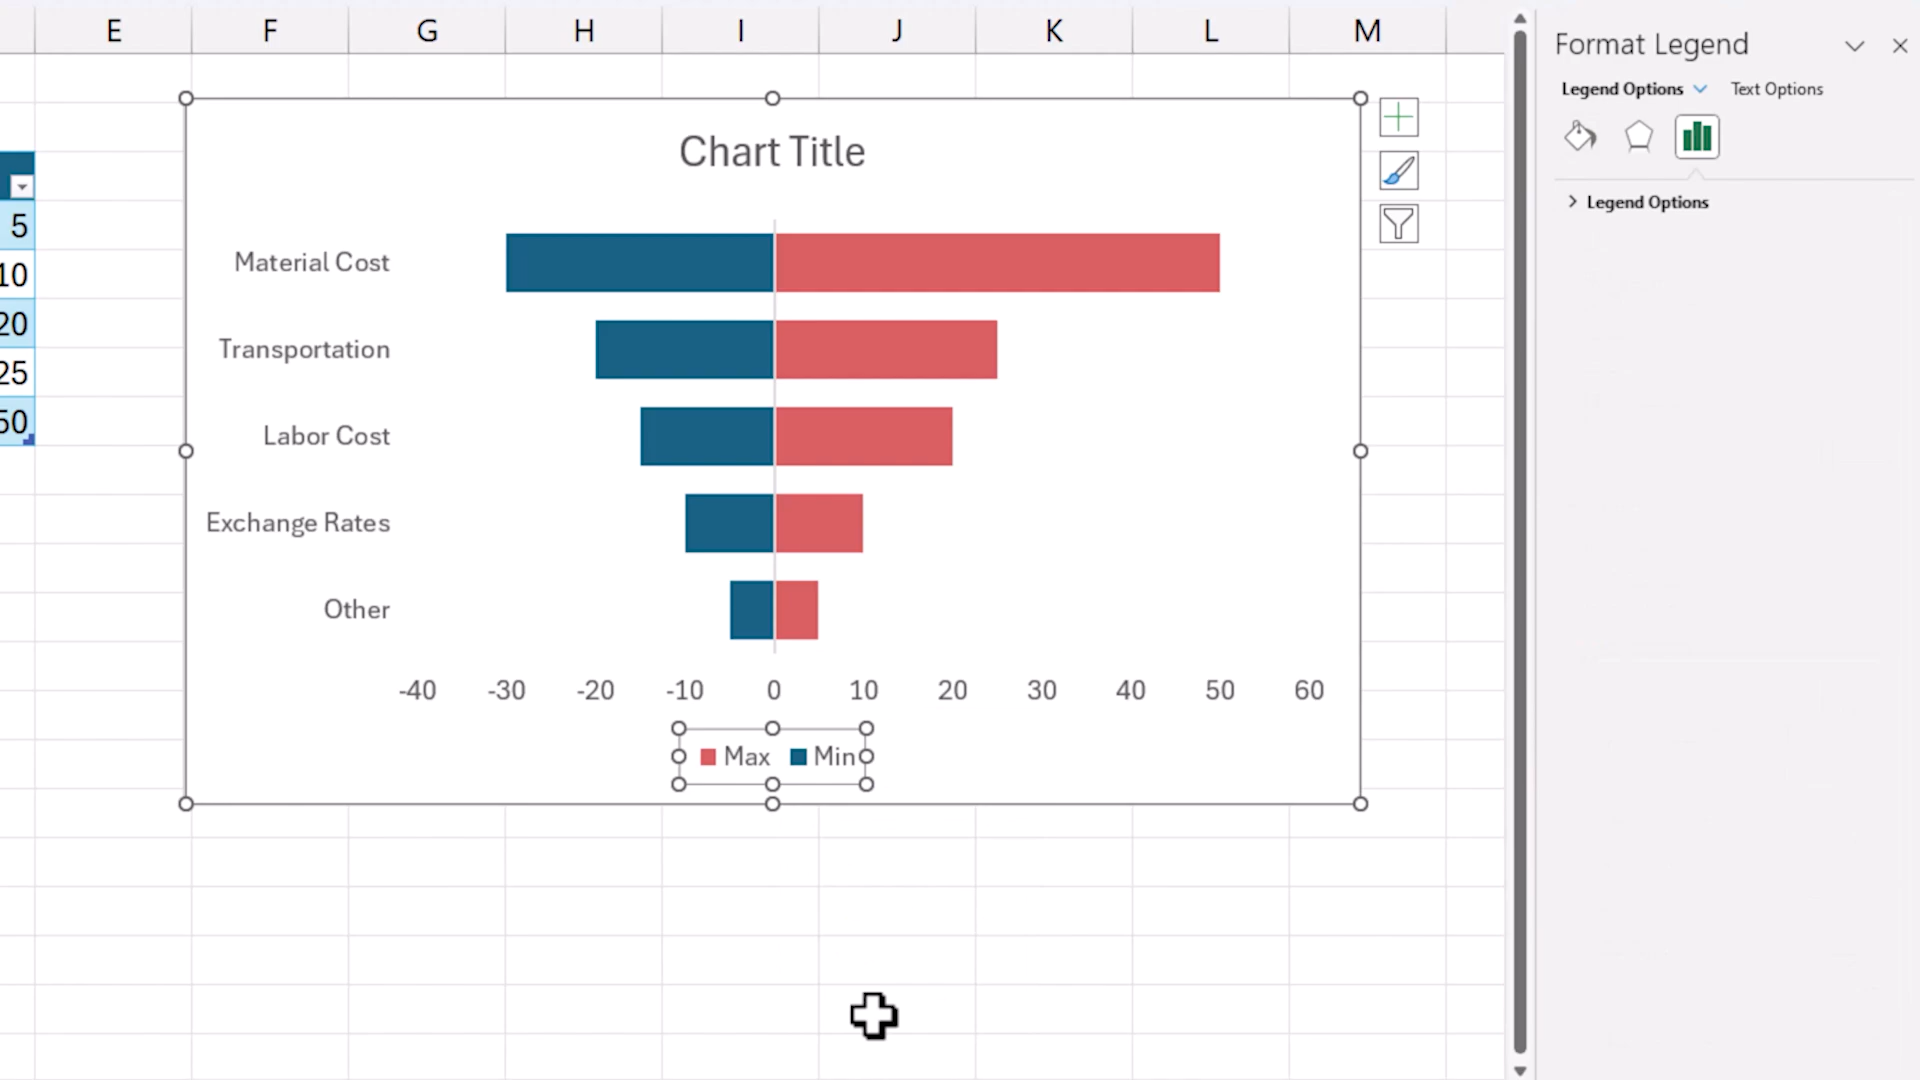 E F G H I J K L M
Format Legend
Legend Options Text Options
Legend Options
5
10
20
25
50
Chart Title
Material Cost
Transportation
Labor Cost
Exchange Rates
Other
-40 -30 -20 -10 0 10 20 30 40 50 60
Max Min